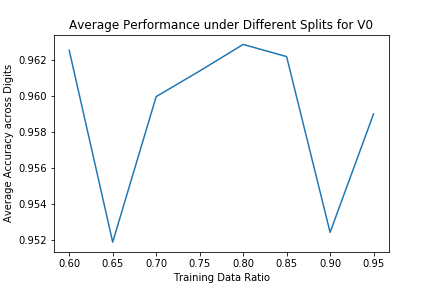 Average Performance under Different Splits for V0
Average Accuracy across Digits
0.962
0.960
0.958
0.956
0.954
0.952
0.60 0.65 0.70 0.75 0.80 0.85 0.90 0.95
Training Data Ratio